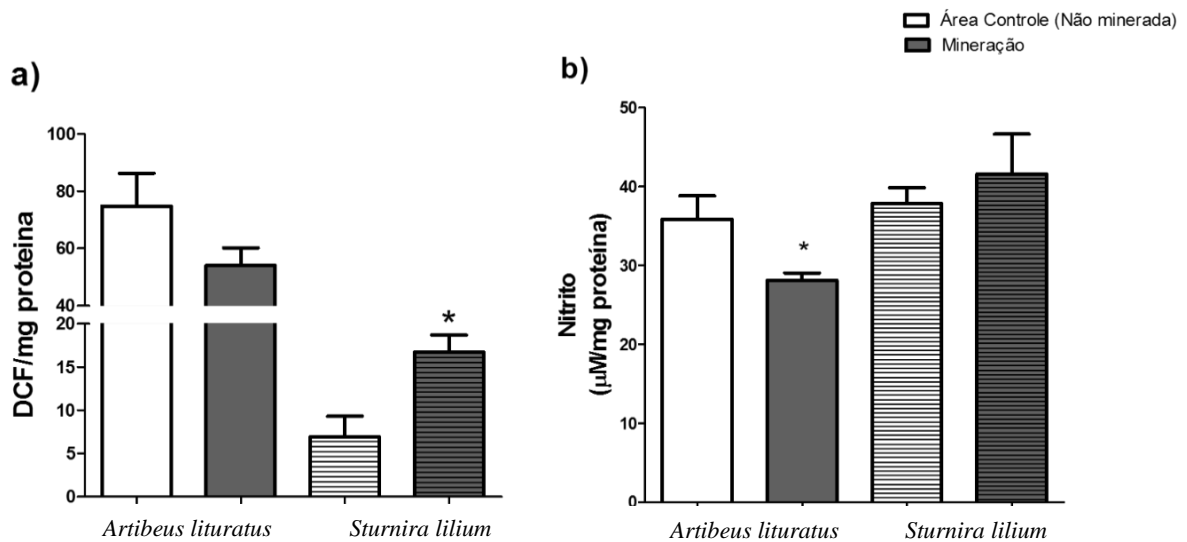 Área Controle (Não minerada)
Mineração
a)
DCF/mg proteina
100
80
60
40
20
15
10
5
0
*
Artibeus lituratus
Sturnira lilium
b)
Nitrito
(µM/mg proteína)
50
40
30
20
10
0
*
Artibeus lituratus
Sturnira lilium